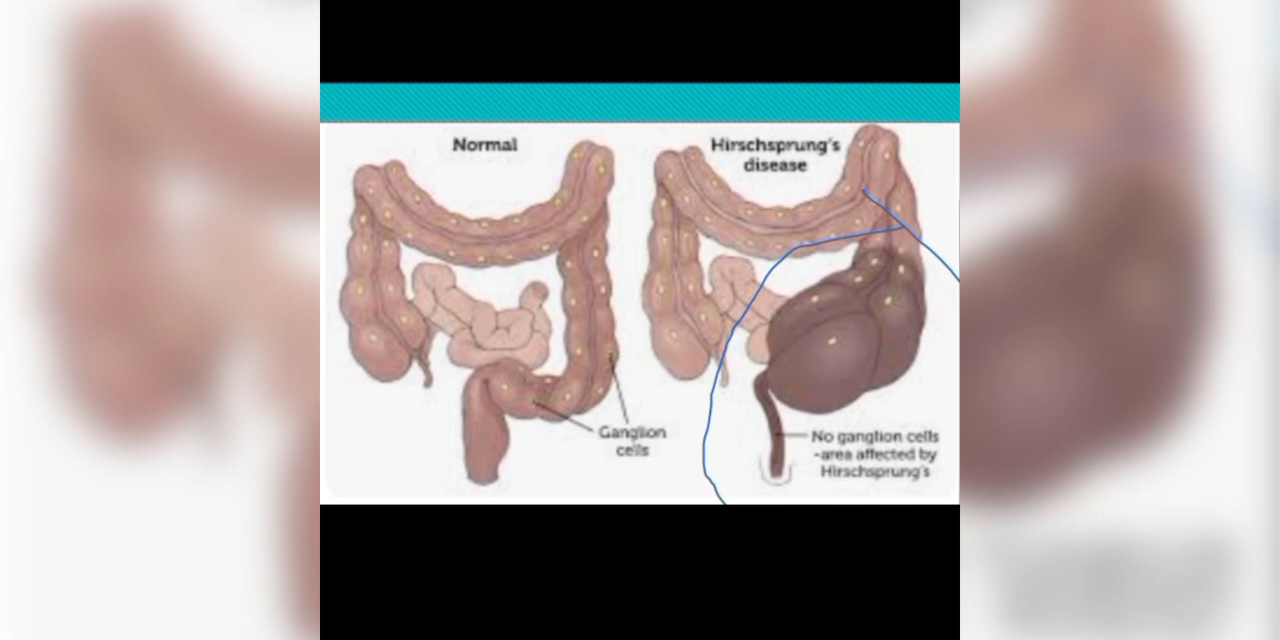 Normal
Hirschsprung's
disease
Ganglion
cells
No ganglion cells
-area affected by
Hirschsprung's